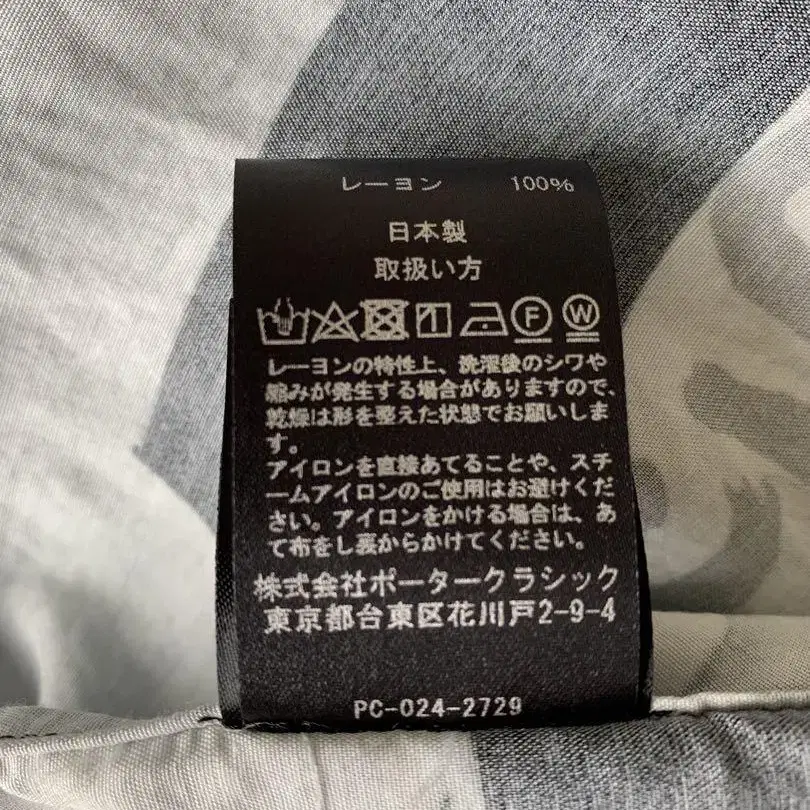 レーヨン 100%
日本製
取扱い方
F W
レーヨンの特性上、洗濯後のシワや
縮みが発生する場合がありますので、
乾燥は形を整えた状態でお願いしま
す。
アイロンを直接あてることや、スチ
ームアイロンのご使用はお避けくだ
さい。アイロンをかける場合は、あ
て布をし裏からかけてください。
株式会社ポータークラシック
東京都台東区花川戸2-9-4
PC-024-2729